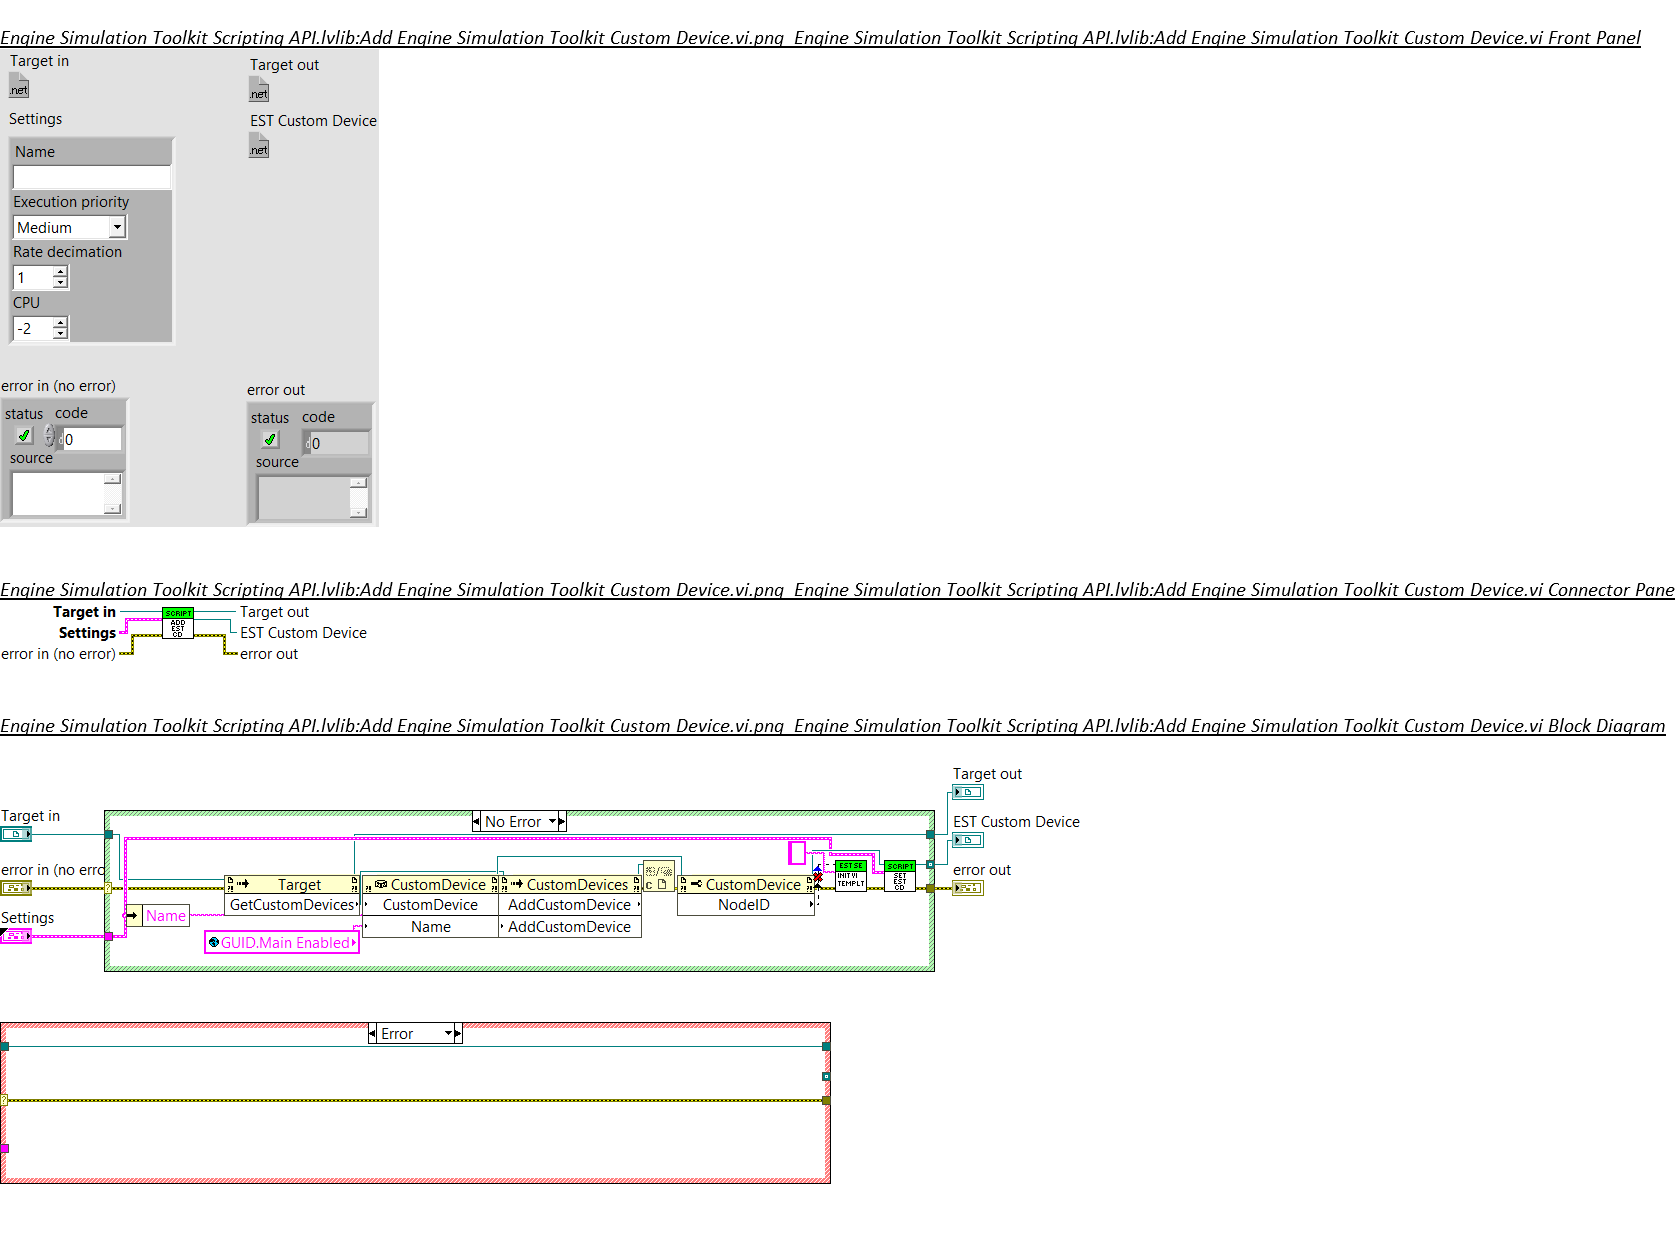 Engine Simulation Toolkit Scripting API.lvlib:Add Engine Simulation Toolkit Custom Device.vi.png Engine Simulation Toolkit Scripting API.lvlib:Add Engine Simulation Toolkit Custom Device.vi Front Panel
Target in
Target out
.net
.net
Settings
EST Custom Device
.net
Name
Execution priority
Medium
Rate decimation
1
CPU
-2
error in (no error)
error out
status code
status code
d 0
d 0
source
source
Engine Simulation Toolkit Scripting API.lvlib:Add Engine Simulation Toolkit Custom Device.vi.png Engine Simulation Toolkit Scripting API.lvlib:Add Engine Simulation Toolkit Custom Device.vi Connector Pane
Target in
Target out
Settings
EST Custom Device
error in (no error)
error out
SCRIPT
ADD
EST
CD
Engine Simulation Toolkit Scripting API.lvlib:Add Engine Simulation Toolkit Custom Device.vi.png Engine Simulation Toolkit Scripting API.lvlib:Add Engine Simulation Toolkit Custom Device.vi Block Diagram
Target out
Target in
No Error
EST Custom Device
error in (no erro
error out
Settings
Name
Target
GetCustomDevices
GUID.Main Enabled
CustomDevice
CustomDevice
Name
CustomDevices
AddCustomDevice
AddCustomDevice
CustomDevice
NodeID
INIT VI
TEMPLT
SCRIPT
SET
EST
CD
Error